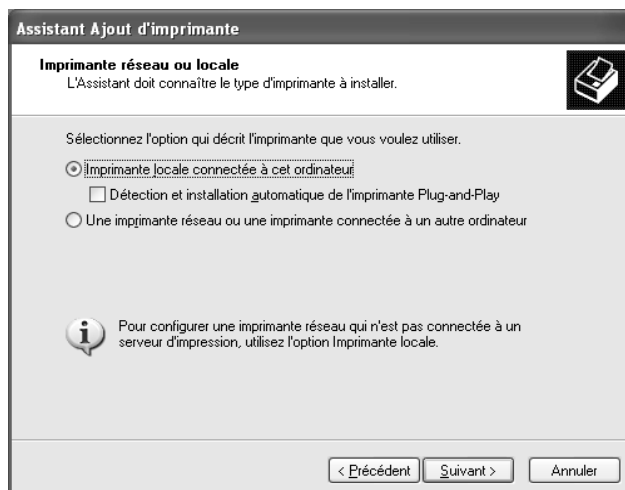 Assistant Ajout d'imprimante
Imprimante réseau ou locale
L'Assistant doit connaître le type d'imprimante à installer.
Sélectionnez l'option qui décrit l'imprimante que vous voulez utiliser.
Imprimante locale connectée à cet ordinateur
Détection et installation automatique de l'imprimante Plug-and-Play
Une imprimante réseau ou une imprimante connectée à un autre ordinateur
Pour configurer une imprimante réseau qui n'est pas connectée à un
serveur d'impression, utilisez l'option Imprimante locale.
< Précédent Suivant > Annuler